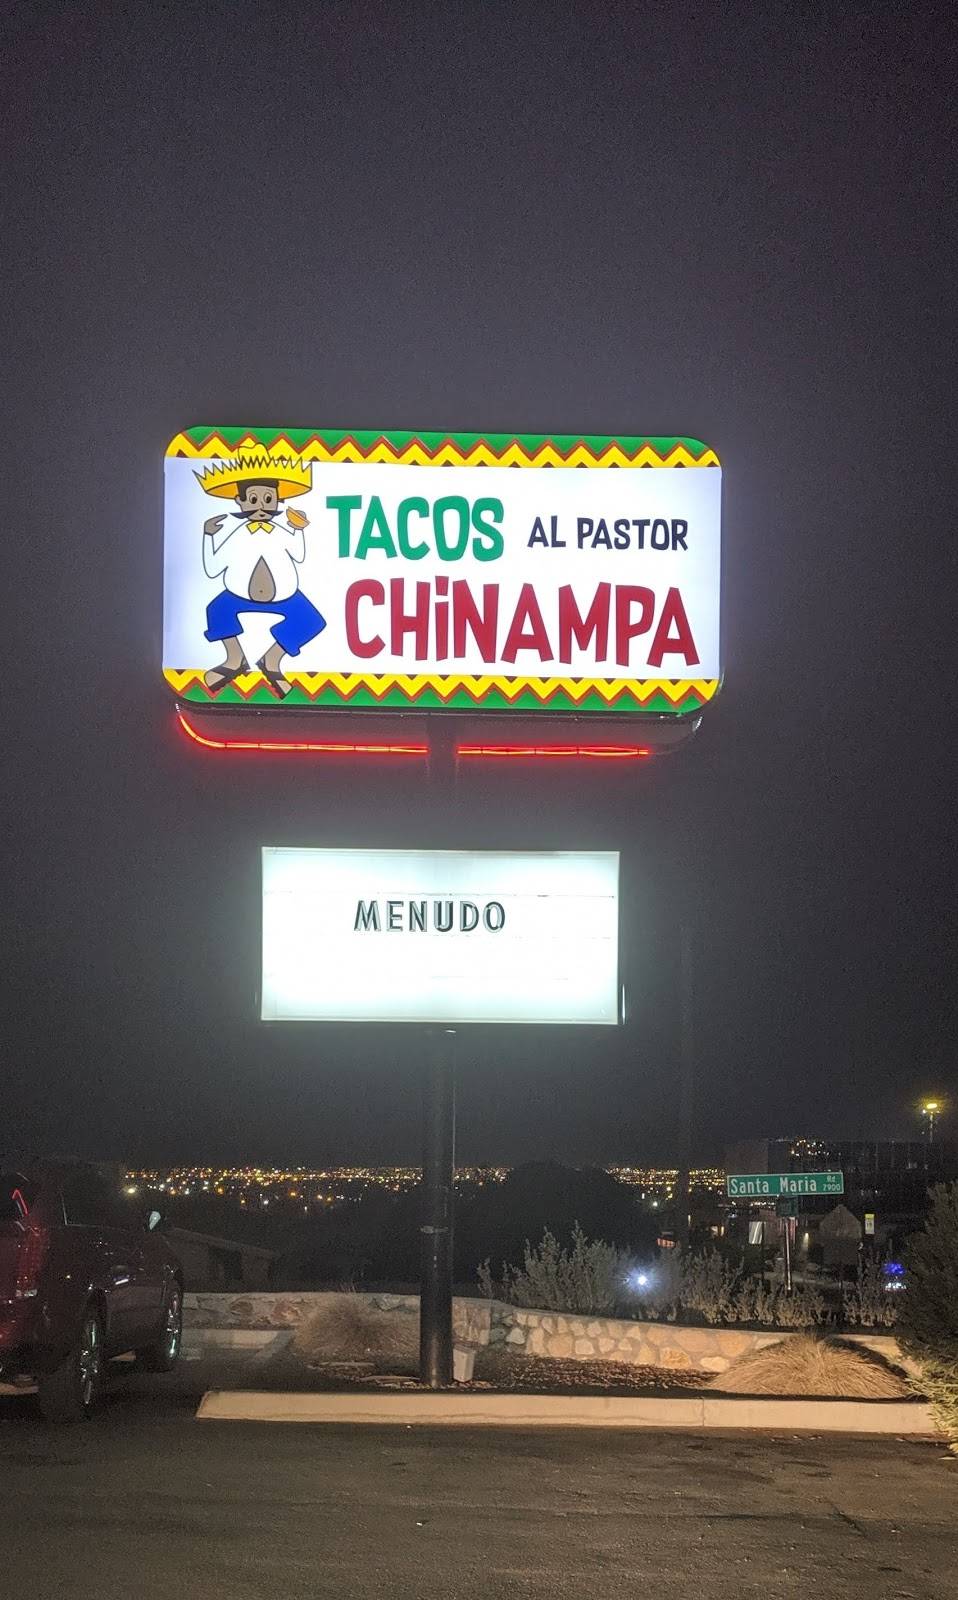 TACOS AL PASTOR
CHiNAMPA
MENUDO
Santa Maria Rd
7900